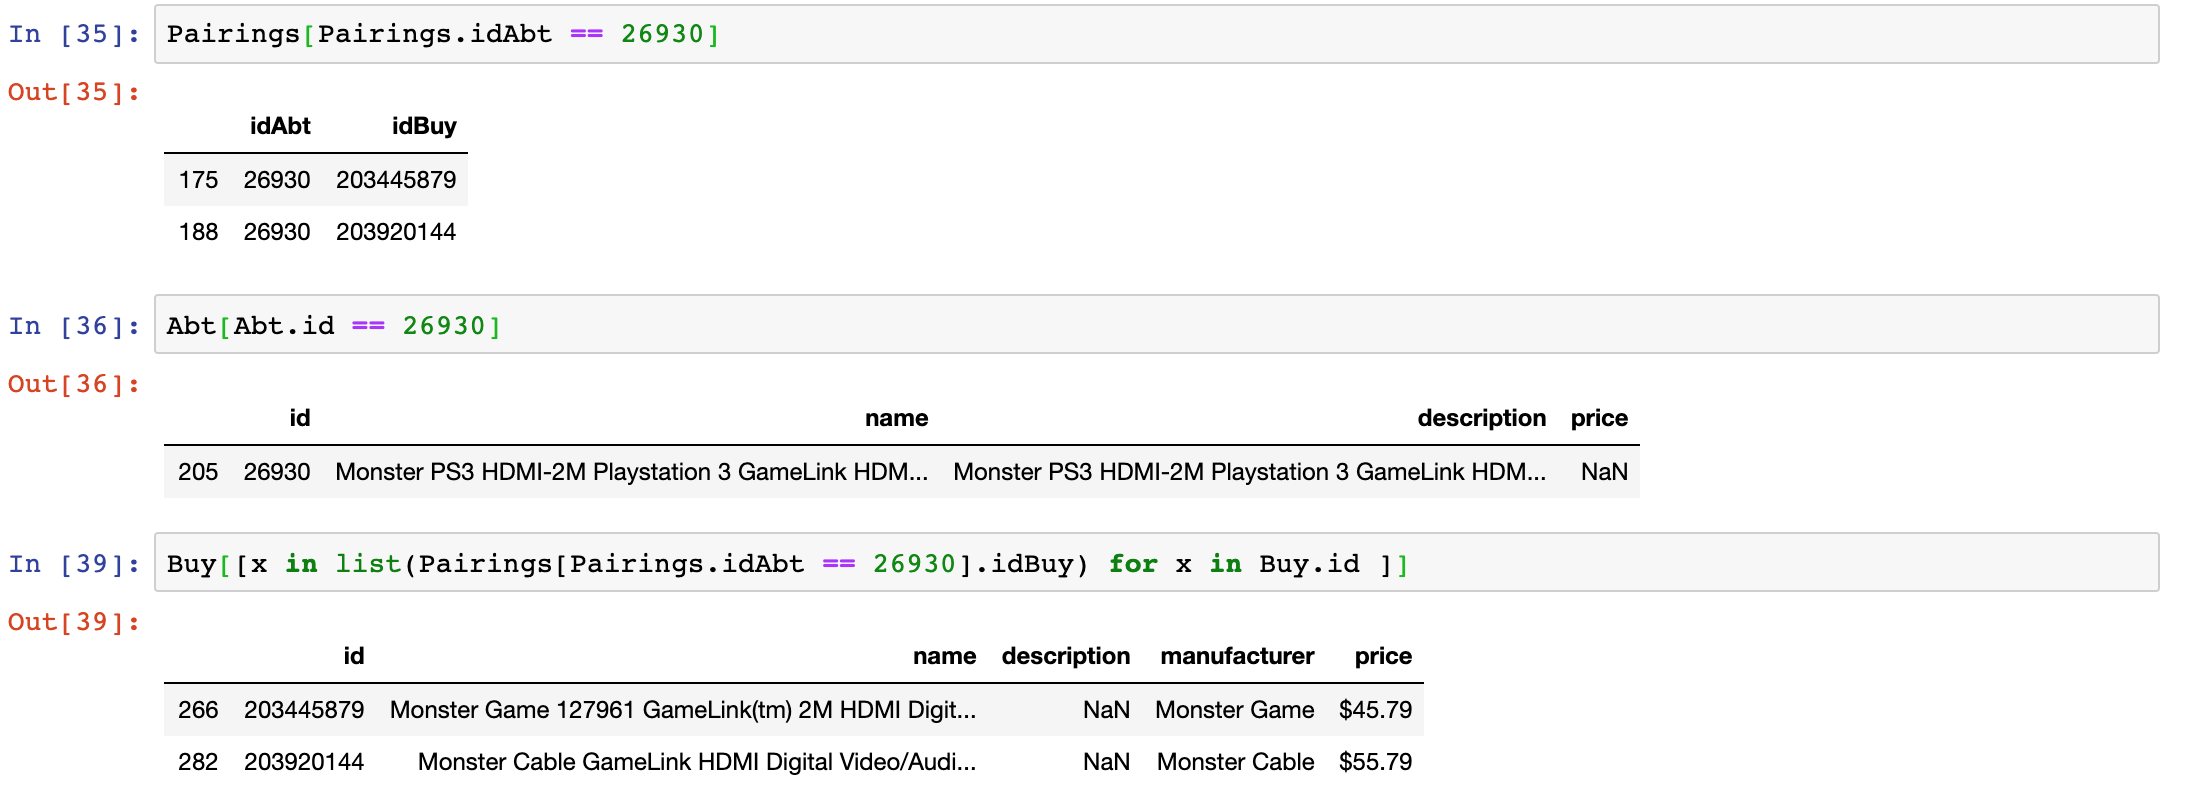 In [35]: Pairings[Pairings.idAbt == 26930]
Out[35]:
idAbt idBuy
175 26930 203445879
188 26930 203920144
In [36]: Abt[Abt.id == 26930]
Out[36]:
id name description price
205 26930 Monster PS3 HDMI-2M Playstation 3 GameLink HDM... Monster PS3 HDMI-2M Playstation 3 GameLink HDM... NaN
In [39]: Buy[[x in list(Pairings[Pairings.idAbt == 26930].idBuy) for x in Buy.id ]]
Out[39]:
id name description manufacturer price
266 203445879 Monster Game 127961 GameLink(tm) 2M HDMI Digit... NaN Monster Game $45.79
282 203920144 Monster Cable GameLink HDMI Digital Video/Audi... NaN Monster Cable $55.79